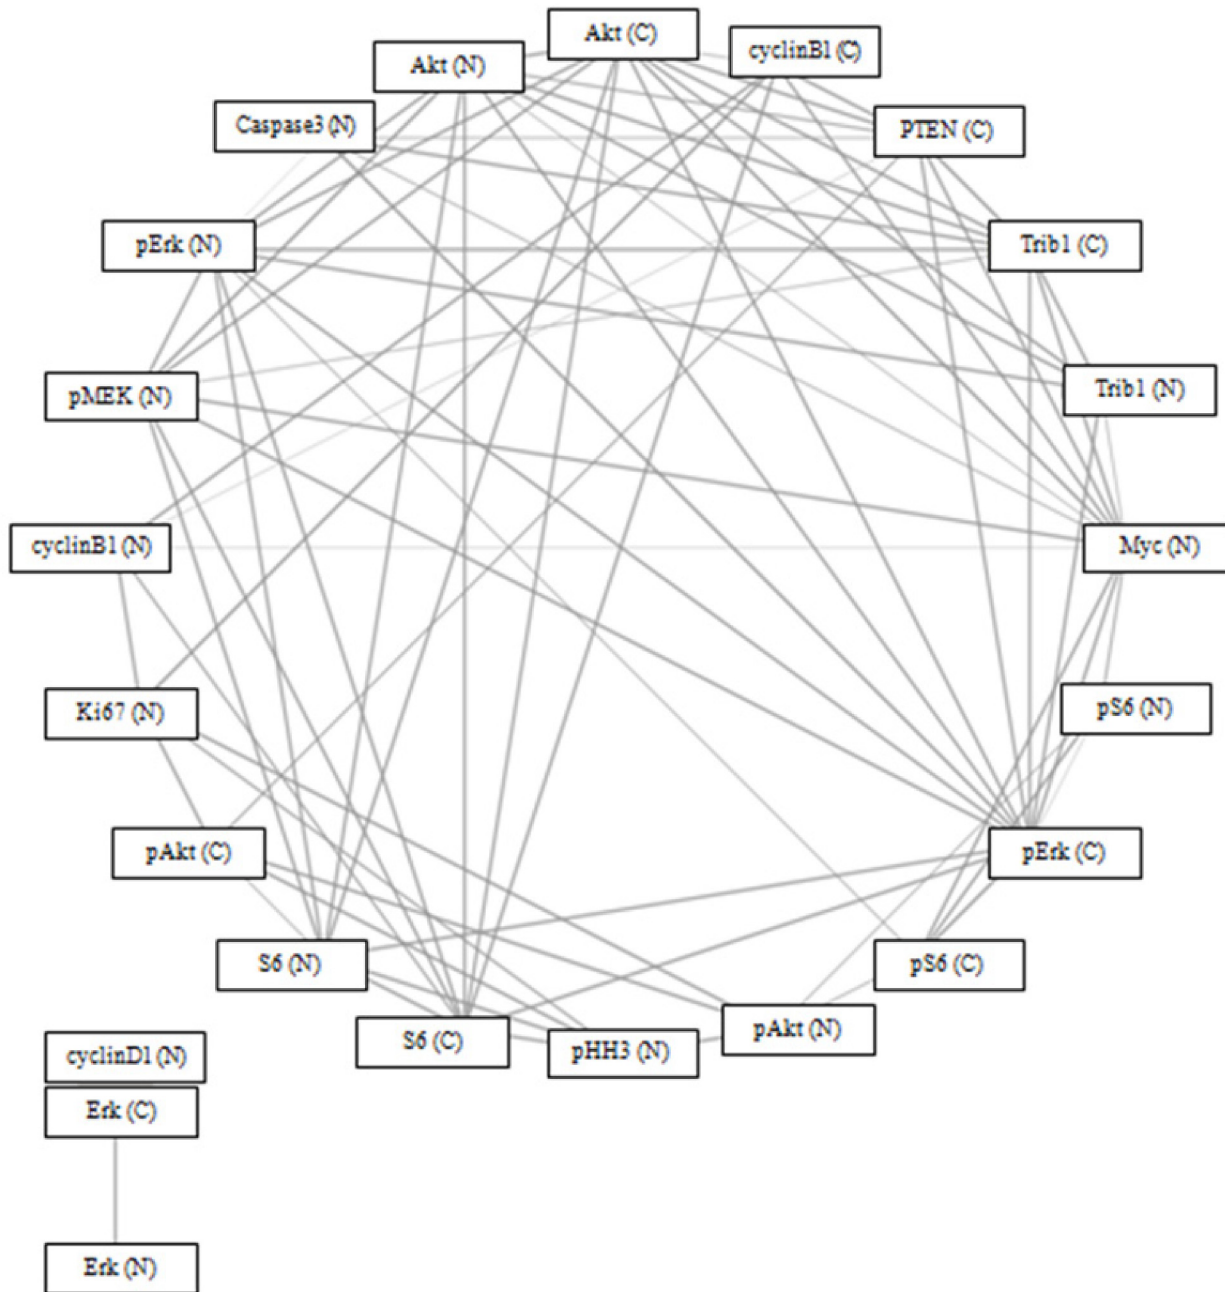 Akt (C)
cyclinB1 (C)
Akt (N)
Caspase3 (N)
PTEN (C)
pErk (N)
Trib1 (C)
pMEK (N)
Trib1 (N)
cyclinB1 (N)
Myc (N)
Ki67 (N)
pS6 (N)
pAkt (C)
pErk (C)
S6 (N)
pS6 (C)
pAkt (N)
S6 (C)
pHH3 (N)
cyclinD1 (N)
Erk (C)
Erk (N)